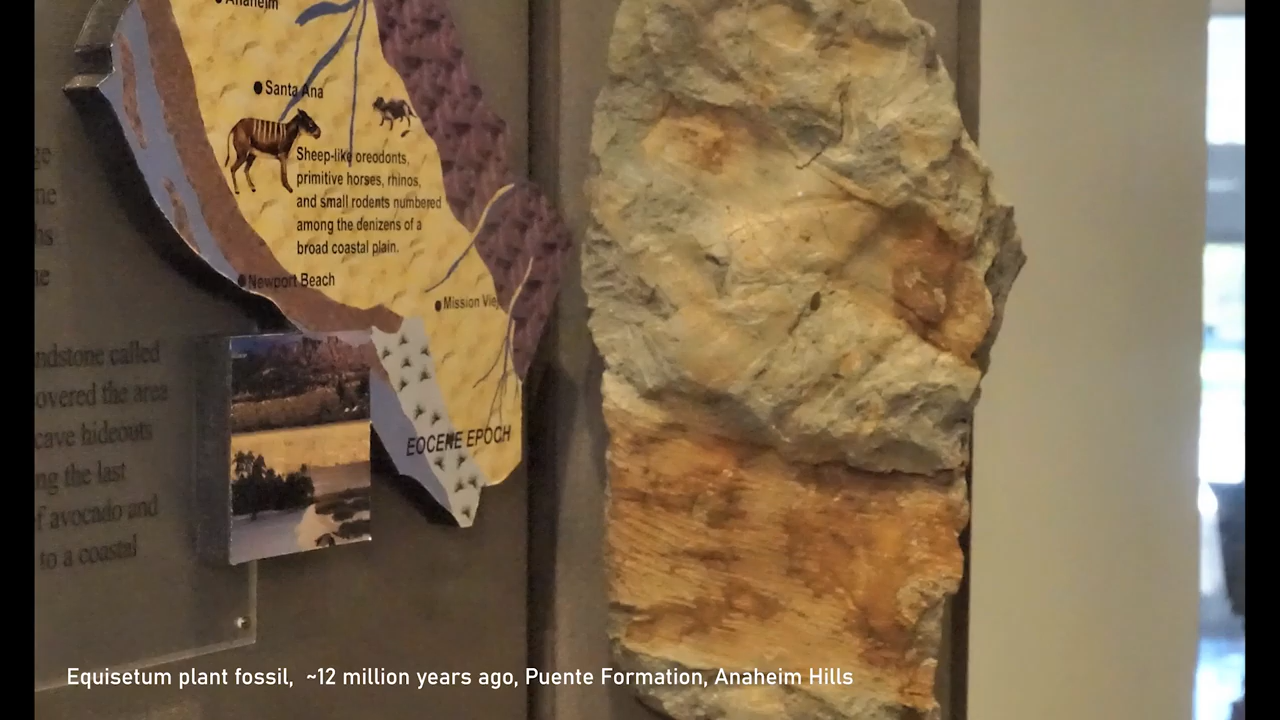 Anaheim
Santa Ana
Sheep-like oreodonts,
primitive horses, rhinos,
and small rodents numbered
among the denizens of a
broad coastal plain.
Newport Beach
Mission Vie
EOCENE EPOCH
ndstone called
overed the area
cave hideouts
ng the last
f avocado and
to a coastal
Equisetum plant fossil, ~12 million years ago, Puente Formation, Anaheim Hills